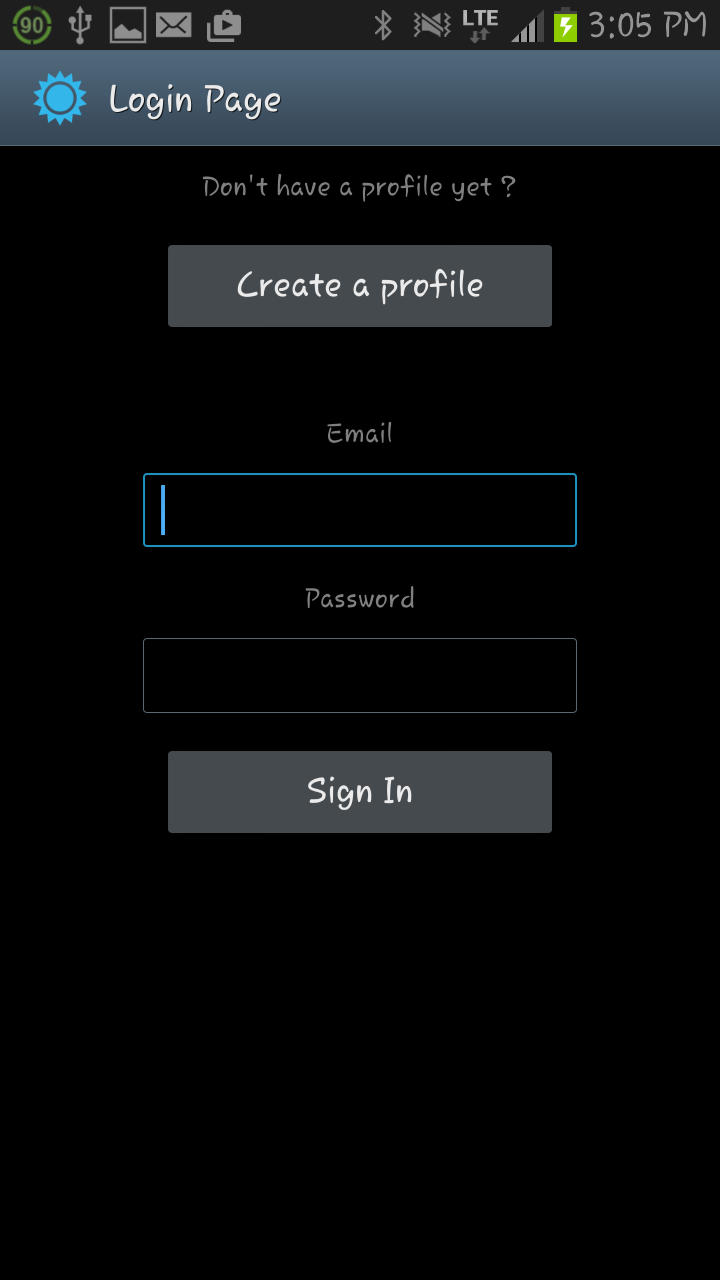 90 LTE 3:05 PM
Login Page
Don't have a profile yet ?
Create a profile
Email
Password
Sign In